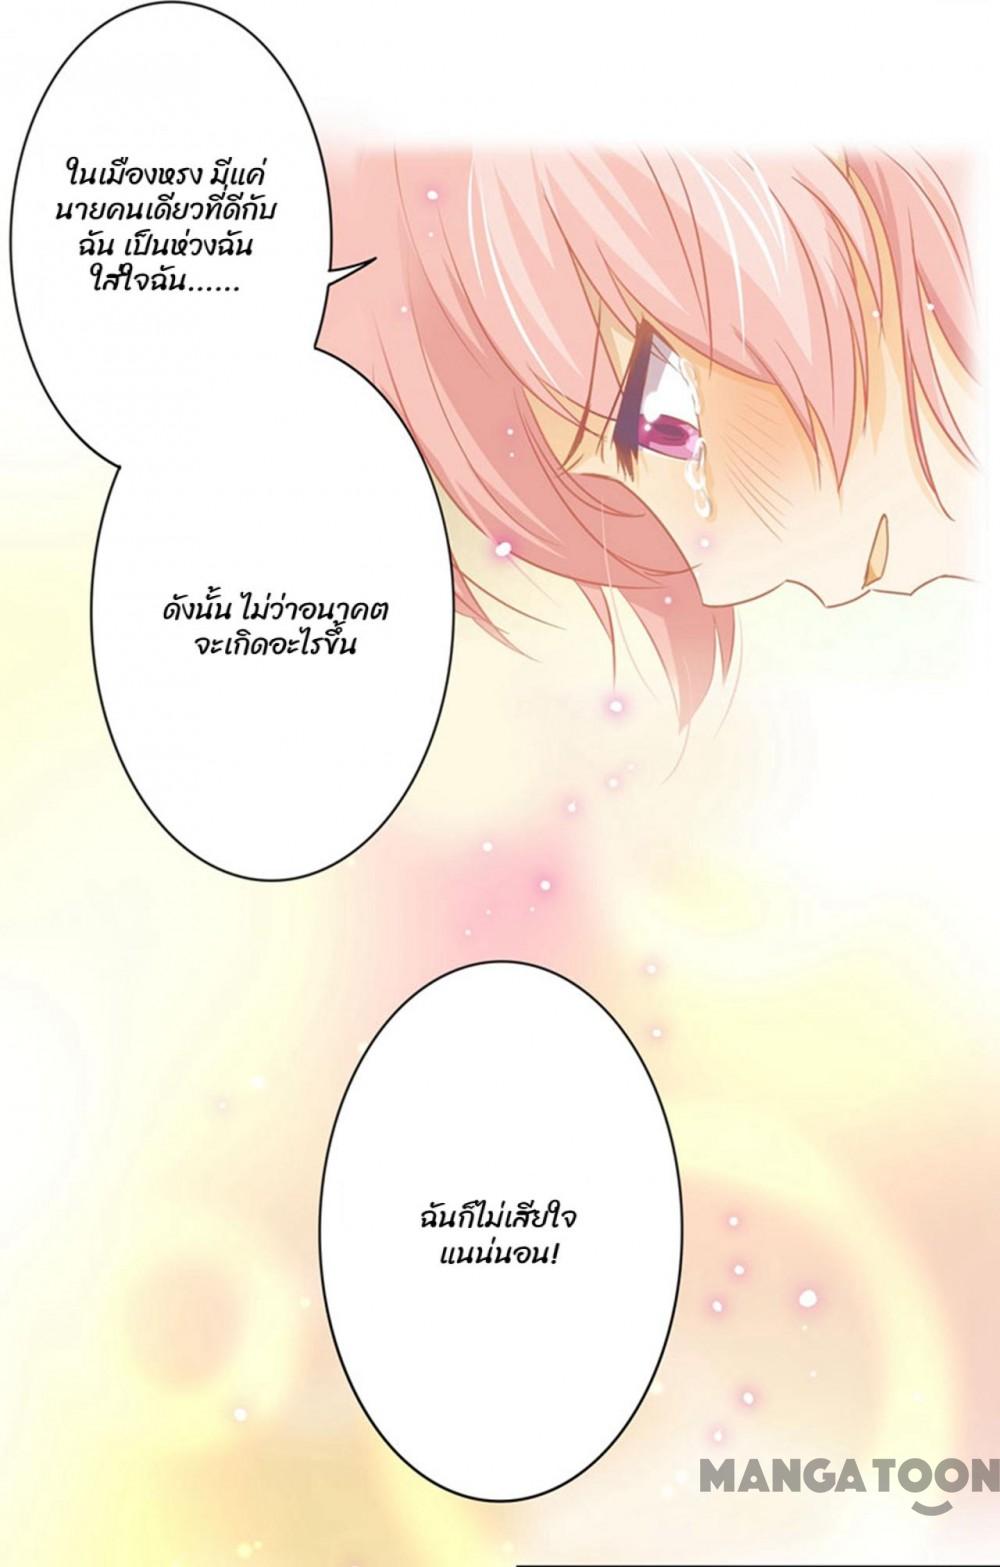 ในเมืองหรง มีแค่
นายคนเดียวที่ดีกับ
ฉัน เป็นห่วงฉัน
ใส่ใจฉัน......
ดังนั้น ไม่ว่าอนาคต
จะเกิดอะไรขึ้น
ฉันก็ไม่เสียใจ
แน่นอน!
MANGATOON